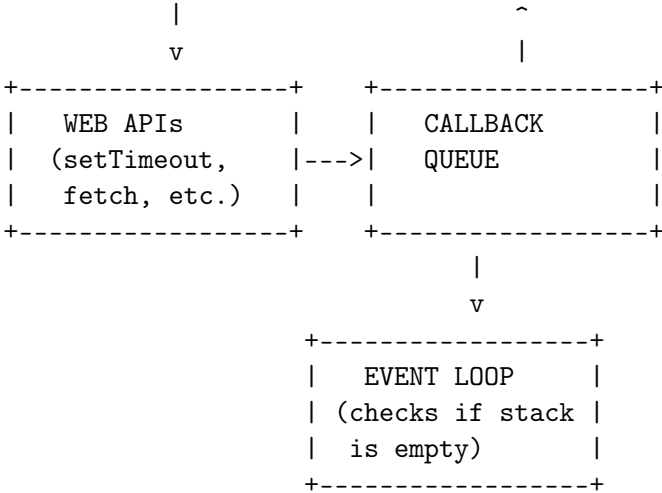 |                    ^
v                    |
+------------------+    +------------------+
|   WEB APIs       |    |   CALLBACK       |
|  (setTimeout,    |--->|   QUEUE          |
|   fetch, etc.)   |    |                  |
+------------------+    +------------------+
|
v
+------------------+
|   EVENT LOOP     |
| (checks if stack |
|  is empty)       |
+------------------+